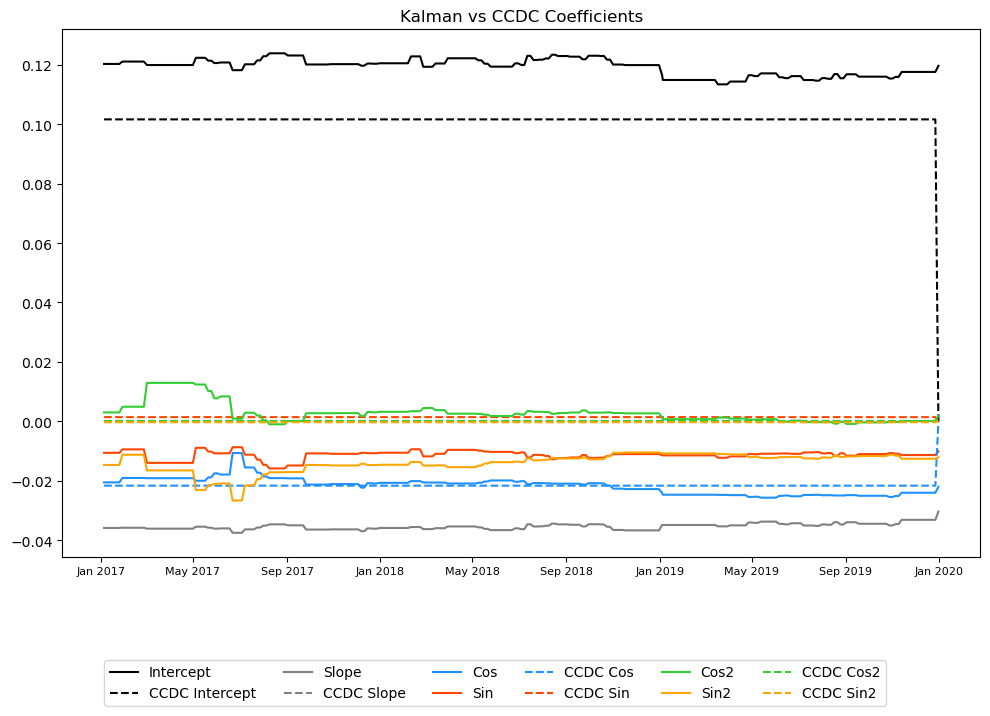 Kalman vs CCDC Coefficients
0.12
0.10
0.08
0.06
0.04
0.02
0.00
−0.02
−0.04
Jan 2017 May 2017 Sep 2017 Jan 2018 May 2018 Sep 2018 Jan 2019 May 2019 Sep 2019 Jan 2020
Intercept Slope Cos CCDC Cos Cos2 CCDC Cos2
CCDC Intercept CCDC Slope Sin CCDC Sin Sin2 CCDC Sin2